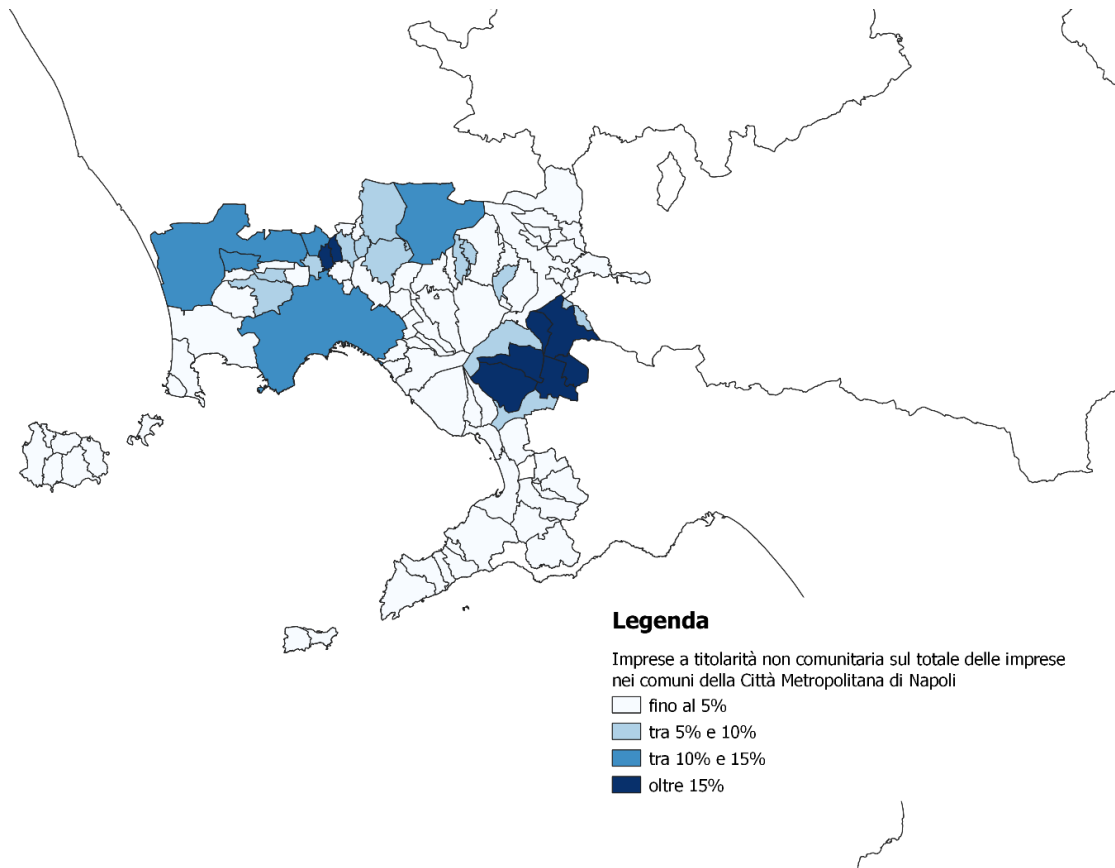 Legenda
Imprese a titolarità non comunitaria sul totale delle imprese
nei comuni della Città Metropolitana di Napoli
fino al 5%
tra 5% e 10%
tra 10% e 15%
oltre 15%